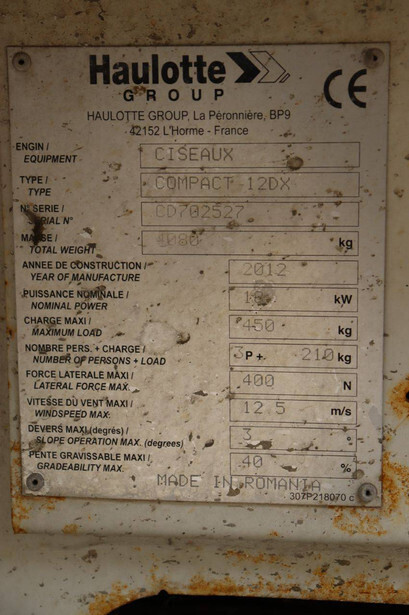 Haulotte
GROUP
CE
HAULOTTE GROUP, La Péronnière, BP9
42152 L'Horme - France
ENGIN / EQUIPMENT CISEAUX
TYPE / TYPE COMPACT 12DX
N° SERIE / SERIAL N° CD702527
MASSE / TOTAL WEIGHT kg
ANNEE DE CONSTRUCTION / YEAR OF MANUFACTURE 2012
PUISSANCE NOMINALE / NOMINAL POWER kW
CHARGE MAXI / MAXIMUM LOAD 450 kg
NOMBRE PERS. + CHARGE / NUMBER OF PERSONS + LOAD 3 P + 210 kg
FORCE LATERALE MAXI / LATERAL FORCE MAX. 400 N
VITESSE DU VENT MAXI / WINDSPEED MAX. 12.5 m/s
DEVERS MAXI (degrés) / SLOPE OPERATION MAX. (degrees) 3 °
PENTE GRAVISSABLE MAXI / GRADEABILITY MAX. 40 %
MADE IN ROMANIA
307P218070 c